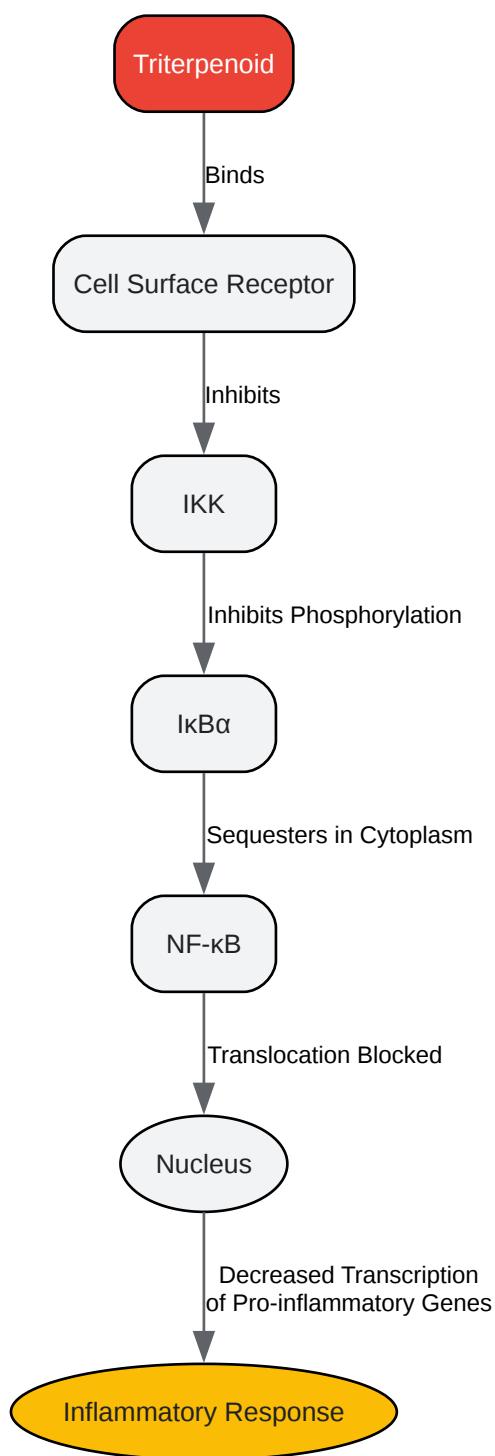 Triterpenoid
Binds
Cell Surface Receptor
Inhibits
IKK
Inhibits Phosphorylation
IκBα
Sequesters in Cytoplasm
NF-κB
Translocation Blocked
Nucleus
Decreased Transcription
of Pro-inflammatory Genes
Inflammatory Response